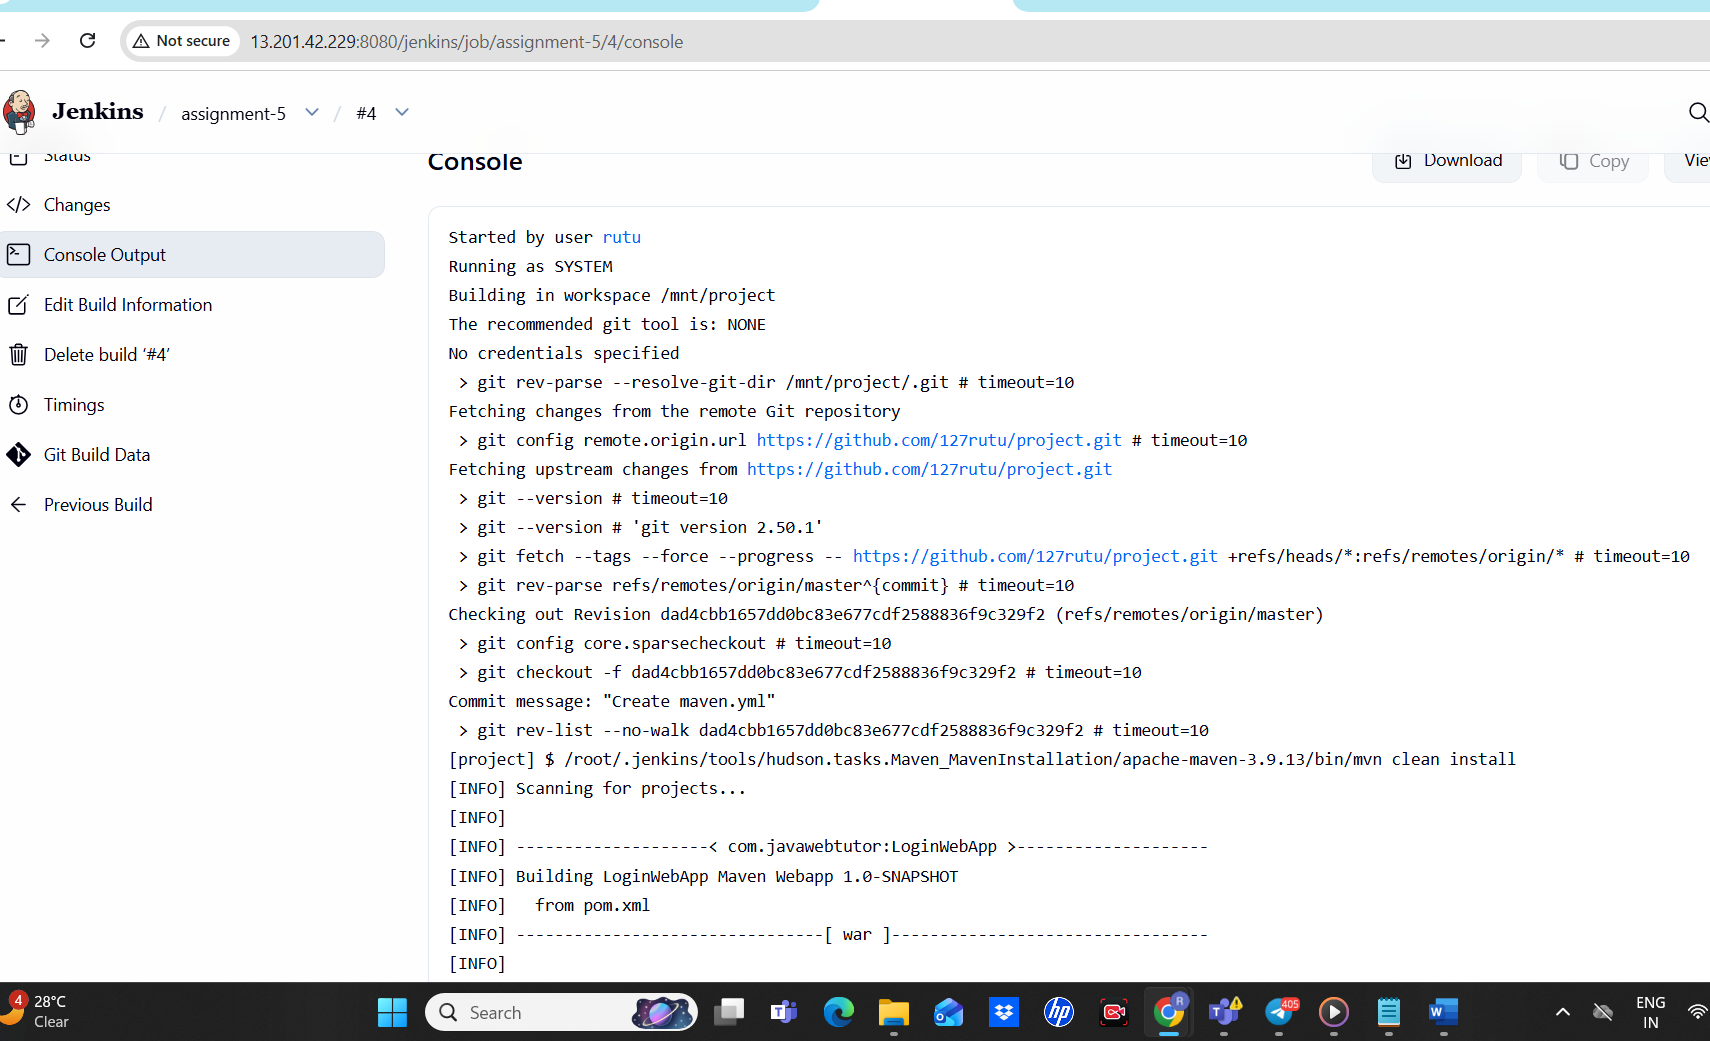 Not secure 13.201.42.229:8080/jenkins/job/assignment-5/4/console
Jenkins / assignment-5 / #4
Status
Changes
Console Output
Edit Build Information
Delete build ‘#4’
Timings
Git Build Data
Previous Build
Console
Download
Copy
Started by user rutu
Running as SYSTEM
Building in workspace /mnt/project
The recommended git tool is: NONE
No credentials specified
> git rev-parse --resolve-git-dir /mnt/project/.git # timeout=10
Fetching changes from the remote Git repository
> git config remote.origin.url https://github.com/127rutu/project.git # timeout=10
Fetching upstream changes from https://github.com/127rutu/project.git
> git --version # timeout=10
> git --version # 'git version 2.50.1'
> git fetch --tags --force --progress -- https://github.com/127rutu/project.git +refs/heads/*:refs/remotes/origin/* # timeout=10
> git rev-parse refs/remotes/origin/master^{commit} # timeout=10
Checking out Revision dad4cbb1657dd0bc83e677cdf2588836f9c329f2 (refs/remotes/origin/master)
> git config core.sparsecheckout # timeout=10
> git checkout -f dad4cbb1657dd0bc83e677cdf2588836f9c329f2 # timeout=10
Commit message: "Create maven.yml"
> git rev-list --no-walk dad4cbb1657dd0bc83e677cdf2588836f9c329f2 # timeout=10
[project] $ /root/.jenkins/tools/hudson.tasks.Maven_MavenInstallation/apache-maven-3.9.13/bin/mvn clean install
[INFO] Scanning for projects...
[INFO]
[INFO] --------------------< com.javawebtutor:LoginWebApp >--------------------
[INFO] Building LoginWebApp Maven Webapp 1.0-SNAPSHOT
[INFO]   from pom.xml
[INFO] --------------------------------[ war ]---------------------------------
[INFO]
4
28°C
Clear
Search
405
ENG
IN